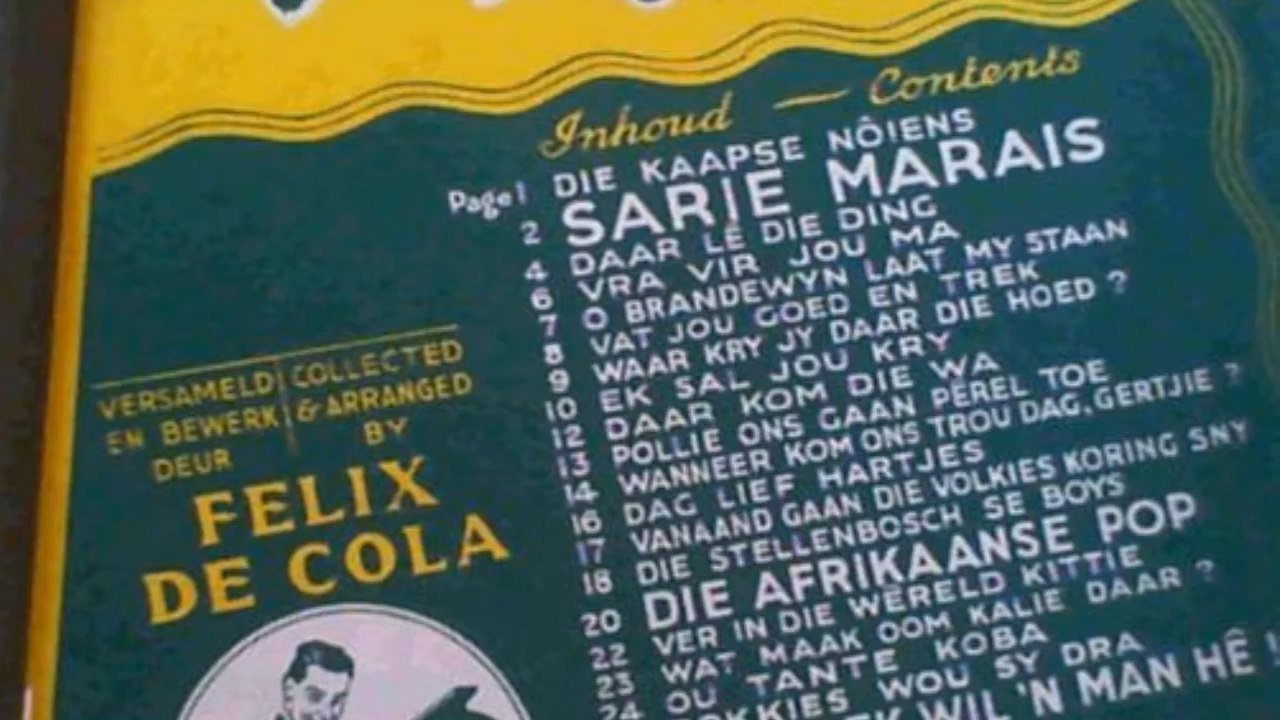 Inhoud — Contents
Page 1 DIE KAAPSE NÔIENS
2 SARIE MARAIS
4 DAAR LÊ DIE DING
6 VRA VIR JOU MA
7 O BRANDEWYN LAAT MY STAAN
8 VAT JOU GOED EN TREK
9 WAAR KRY JY DAAR DIE HOED ?
10 EK SAL JOU KRY
12 DAAR KOM DIE WA
13 POLLIE ONS GAAN PÊREL TOE
14 WANNEER KOM ONS TROU DAG, GERTJIE ?
16 DAG LIEF HARTJES
17 VANAAND GAAN DIE VOLKIES KORING SNY
18 DIE STELLENBOSCH SE BOYS
20 DIE AFRIKAANSE POP
22 VER IN DIE WÊRELD KITTIE
23 WAT MAAK OOM KALIE DAAR ?
24 OU TANTE KOBA
WOU SY DRA
WIL 'N MAN HÊ !
VERSAMELD EN BEWERK DEUR
COLLECTED & ARRANGED BY
FELIX
DE COLA